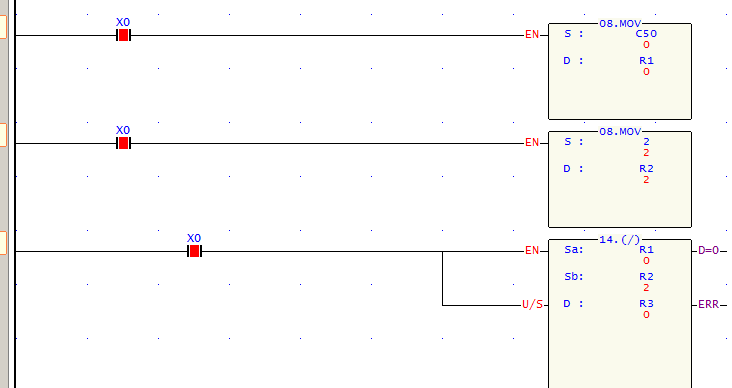 X0
08.MOV
EN S : C50
0
D : R1
0
X0
08.MOV
EN S : 2
2
D : R2
2
X0
14.(/)
EN Sa: R1 D=0
0
Sb: R2
2
U/S D : R3 ERR
0